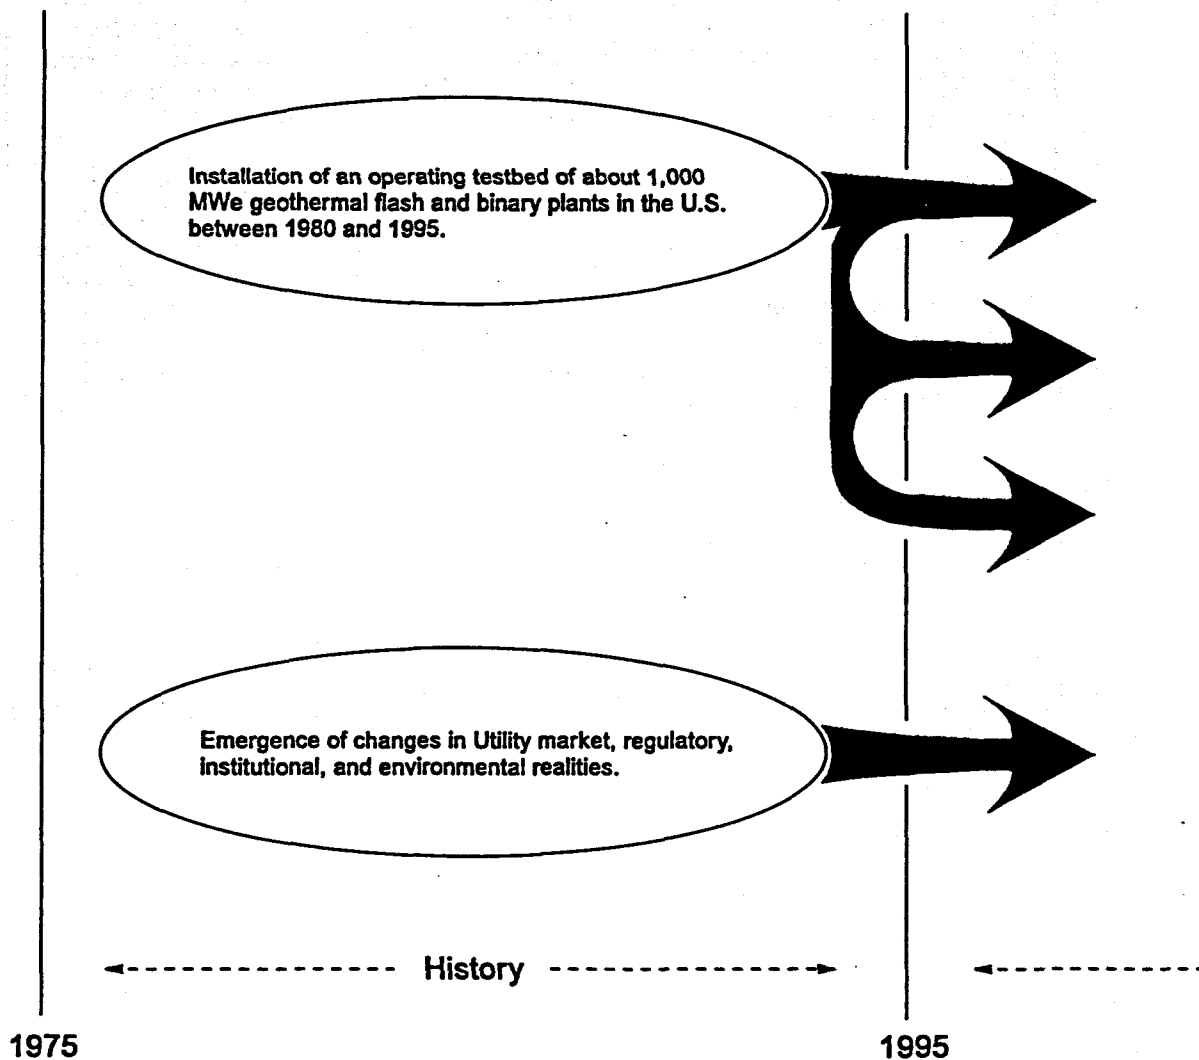 Installation of an operating testbed of about 1,000
MWe geothermal flash and binary plants in the U.S.
between 1980 and 1995.
Emergence of changes in Utility market, regulatory,
institutional, and environmental realities.
History
1975
1995